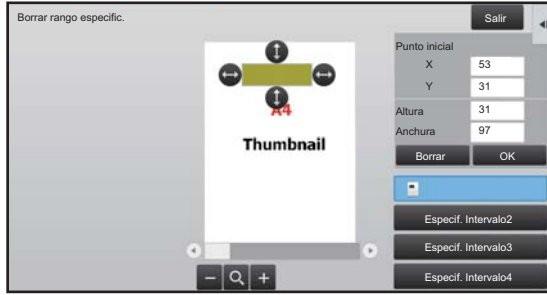 Borrar rango especific.
Salir
Punto inicial
X 53
Y 31
Altura 31
Anchura 97
Borrar OK
A4
Thumbnail
Especif. Intervalo2
Especif. Intervalo3
Especif. Intervalo4